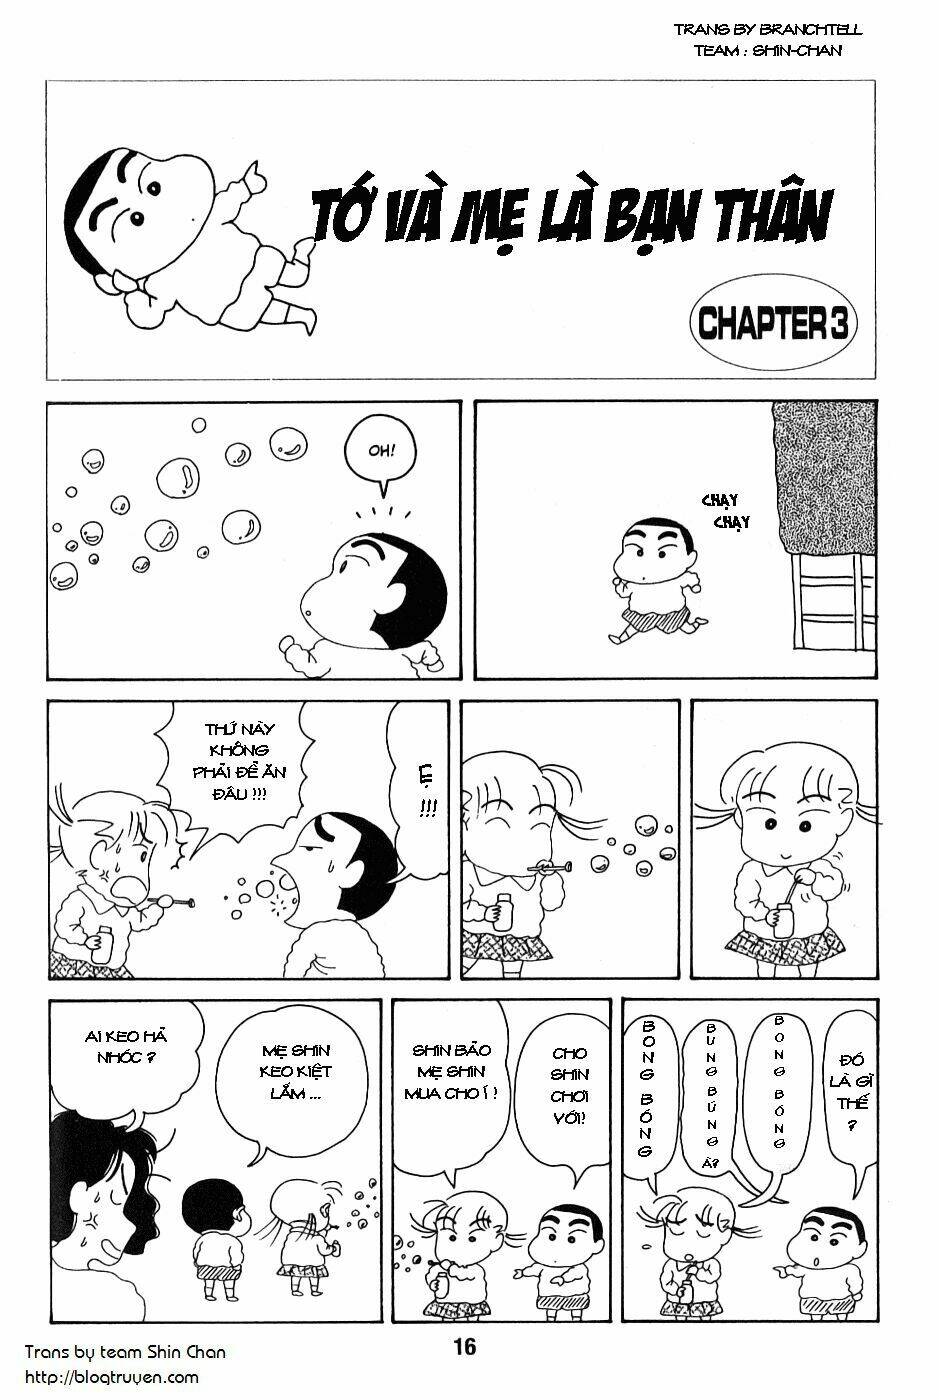 TRANS BY BRANCHTELL
TEAM : SHIN-CHAN
TỚ VÀ MẸ LÀ BẠN THÂN
CHAPTER 3
CHẠY
CHẠY
OH!
Ự!!!
THỨ NÀY
KHÔNG
PHẢI ĐỂ ĂN
ĐÂU !!!
ĐÓ
LÀ GÌ
THẾ
?
BONG BÓNG
BUNG BÚNG À?
BONG BÓNG
CHO
SHIN
CHƠI
VỚI!
SHIN BẢO
MẸ SHIN
MUA CHO Í !
MẸ SHIN
KEO KIỆT
LẮM ...
AI KEO HẢ
NHÓC ?
16
Trans by team Shin Chan
http://blogtruyen.com